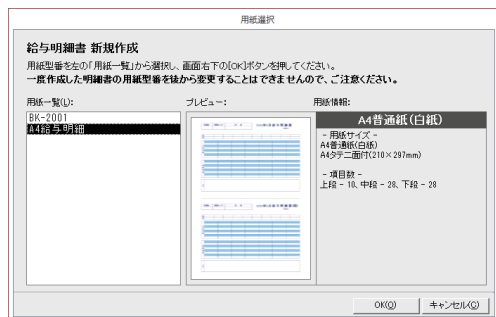 用紙選択
給与明細書 新規作成
用紙型番を左の「用紙一覧」から選択し、画面右下の[OK]ボタンを押してください。
一度作成した明細書の用紙型番を後から変更することはできませんので、ご注意ください。
用紙一覧(L):
BK-2001
A4給与明細
プレビュー:
用紙情報:
A4普通紙(白紙)
- 用紙サイズ -
A4普通紙(白紙)
A4タテ二面付(210×297mm)
- 項目数 -
上段 - 10、中段 - 28、下段 - 28
OK(O)
キャンセル(C)